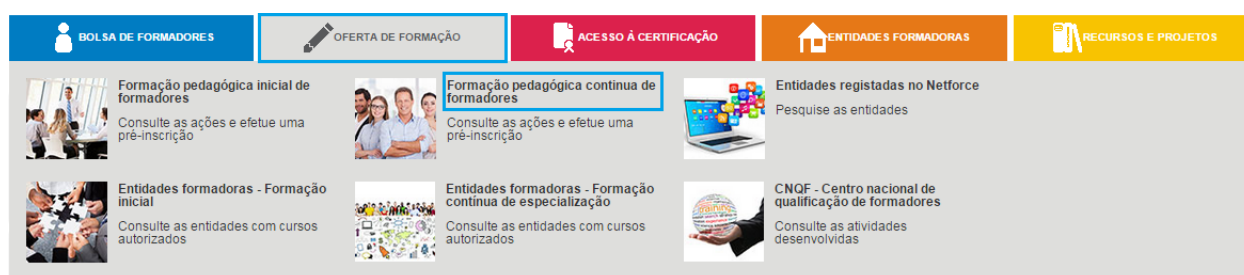 BOLSA DE FORMADORES
OFERTA DE FORMAÇÃO
ACESSO À CERTIFICAÇÃO
ENTIDADES FORMADORAS
RECURSOS E PROJETOS
Formação pedagógica inicial de
formadores
Consulte as ações e efetue uma
pré-inscrição
Formação pedagógica contínua de
formadores
Consulte as ações e efetue uma
pré-inscrição
Entidades registadas no Netforce
Pesquise as entidades
Entidades formadoras - Formação
inicial
Consulte as entidades com cursos
autorizados
Entidades formadoras - Formação
contínua de especialização
Consulte as entidades com cursos
autorizados
training
CNQF - Centro nacional de
qualificação de formadores
Consulte as atividades
desenvolvidas